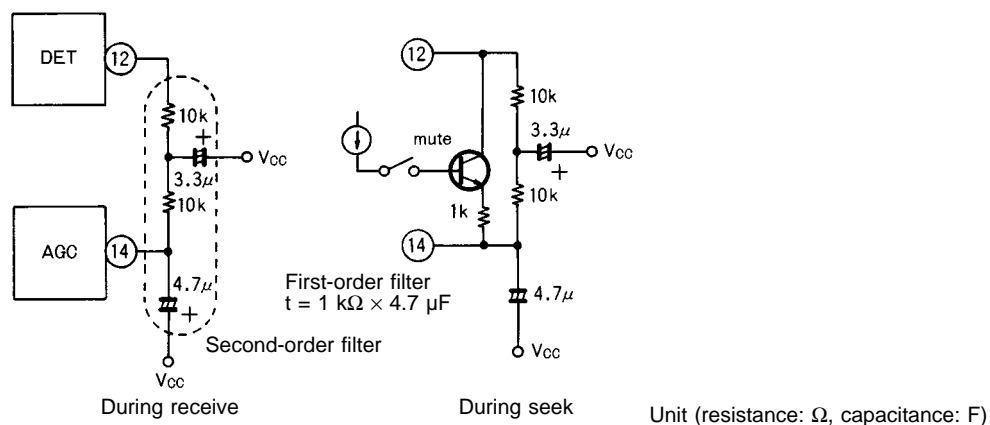 DET
12
10k
+
VCC
3.3μ
10k
AGC
14
4.7μ
+
Second-order filter
VCC
During receive
12
10k
mute
3.3μ
VCC
+
1k
10k
14
First-order filter
t = 1 kΩ × 4.7 μF
4.7μ
VCC
During seek
Unit (resistance: Ω, capacitance: F)